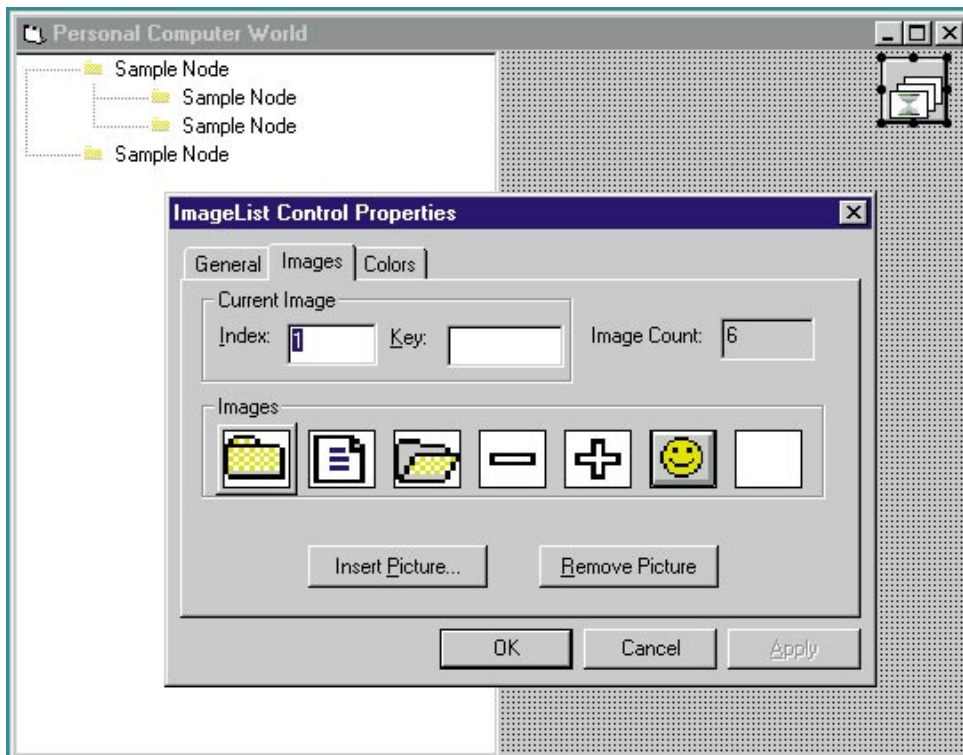 Personal Computer World
Sample Node
Sample Node
Sample Node
Sample Node
ImageList Control Properties
General Images Colors
Current Image
Index: 1 Key: Image Count: 6
Images
Insert Picture... Remove Picture
OK Cancel Apply